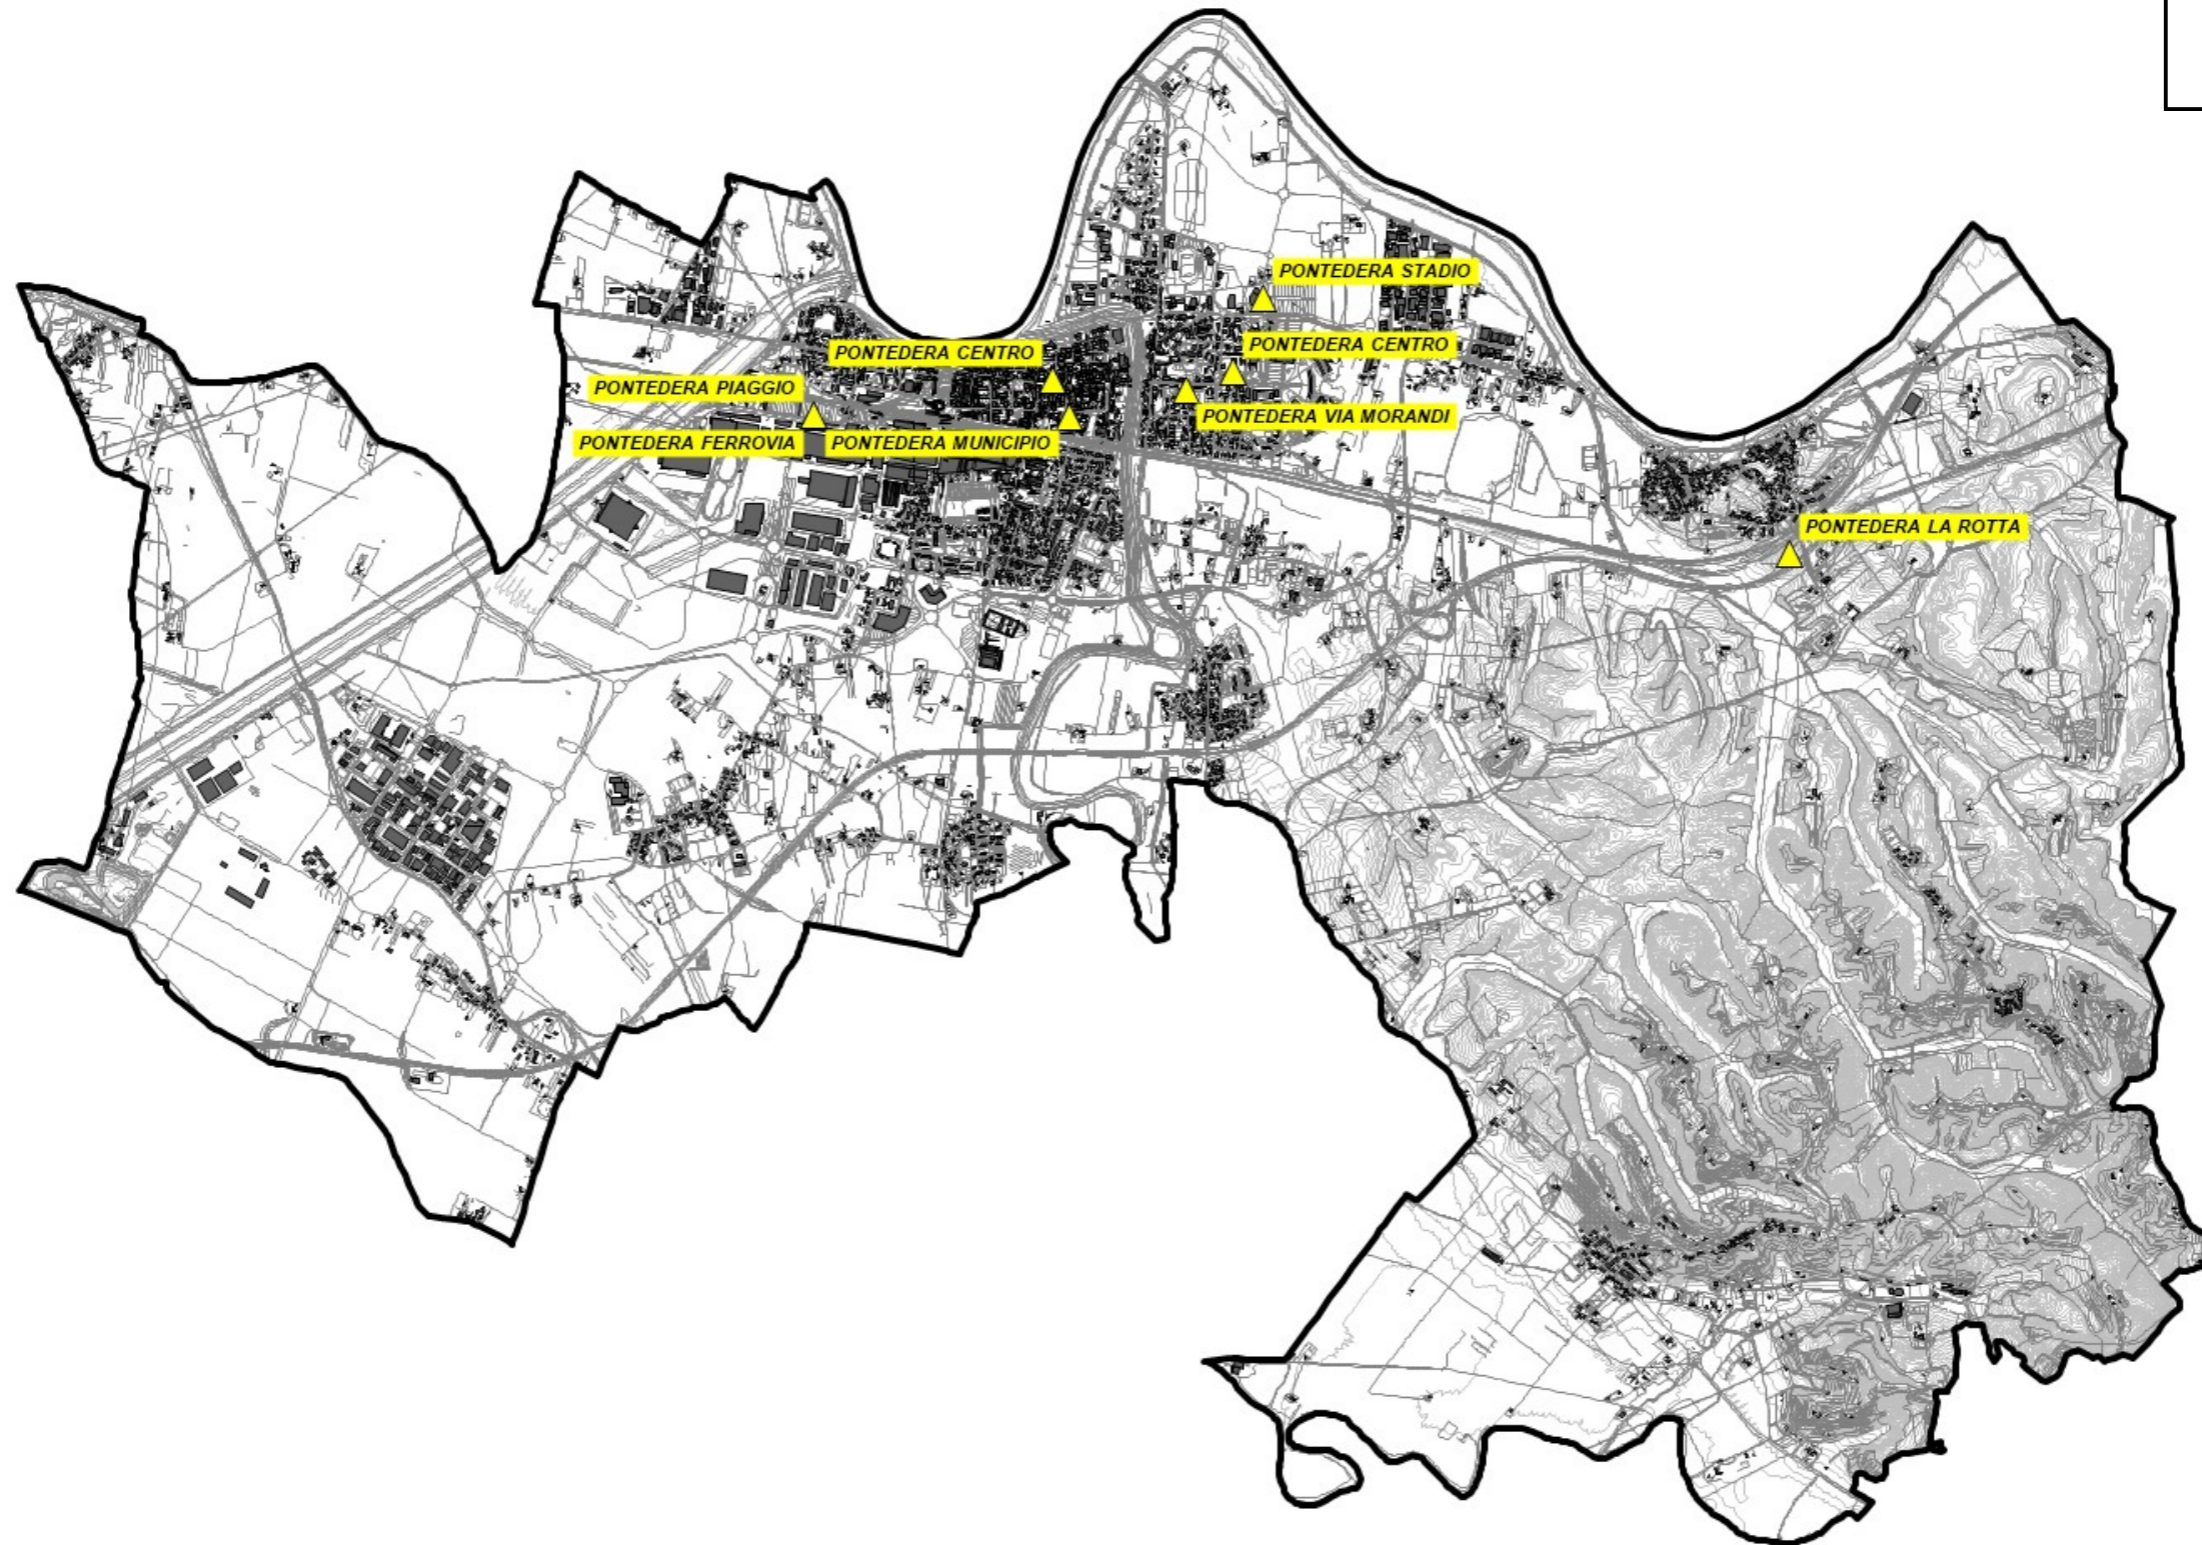 PONTEDERA STADIO
PONTEDERA CENTRO
PONTEDERA CENTRO
PONTEDERA PIAGGIO
PONTEDERA VIA MORANDI
PONTEDERA FERROVIA
PONTEDERA MUNICIPIO
PONTEDERA LA ROTTA